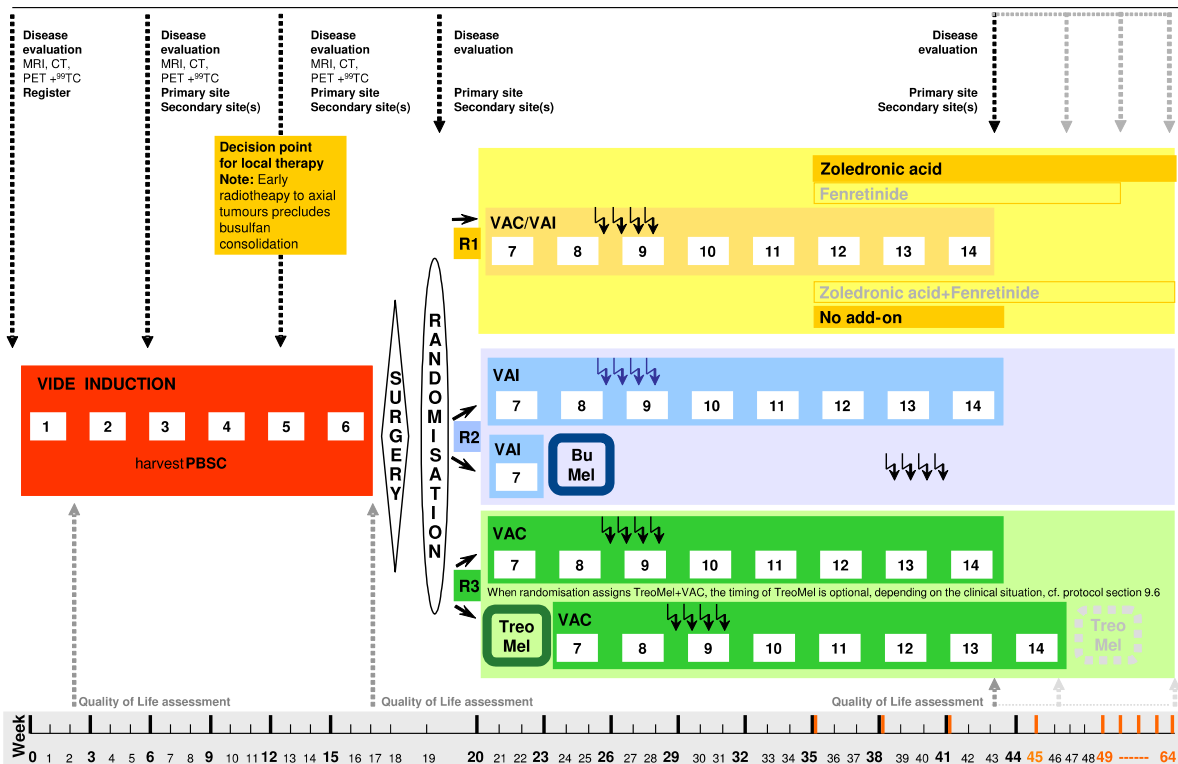 Disease
evaluation
MRI, CT,
PET +99TC
Register
Disease
evaluation
MRI, CT,
PET +99TC
Primary site
Secondary site(s)
Disease
evaluation
MRI, CT,
PET +99TC
Primary site
Secondary site(s)
Disease
evaluation
Primary site
Secondary site(s)
Disease
evaluation
Primary site
Secondary site(s)
Decision point
for local therapy
Note: Early
radiotheapy to axial
tumours precludes
busulfan
consolidation
Zoledronic acid
Fenretinide
R1
VAC/VAI
7 8 9 10 11 12 13 14
Zoledronic acid+Fenretinide
No add-on
VIDE INDUCTION
1 2 3 4 5 6
harvestPBSC
SURGERY
RANDOMISATION
R2
VAI
7 8 9 10 11 12 13 14
VAI
7
Bu
Mel
R3
VAC
7 8 9 10 11 12 13 14
When randomisation assigns TreoMel+VAC, the timing of TreoMel is optional, depending on the clinical situation, cf. protocol section 9.6
Treo
Mel
VAC
7 8 9 10 11 12 13 14
Treo
Mel
Quality of Life assessment
Quality of Life assessment
Quality of Life assessment
Week
0 1 2 3 4 5 6 7 8 9 10 11 12 13 14 15 16 17 18 19 20 21 22 23 24 25 26 27 28 29 30 31 32 33 34 35 36 37 38 39 40 41 42 43 44 45 46 47 48 49 ------ 64